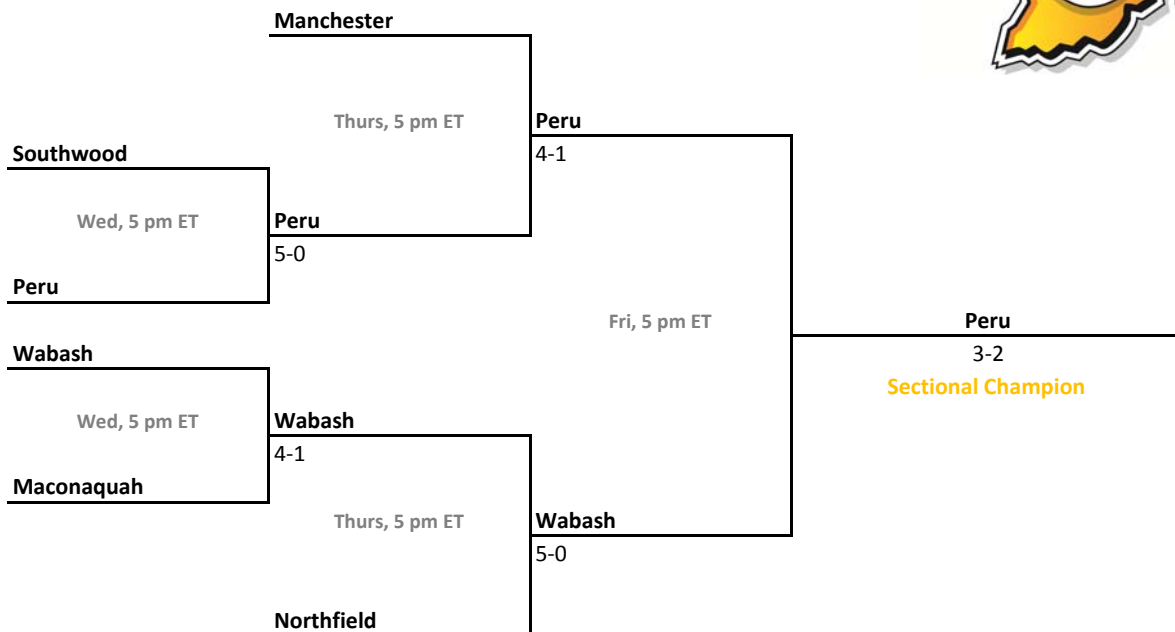 Manchester
Thurs, 5 pm ET
Peru
4-1
Southwood
Wed, 5 pm ET
Peru
5-0
Peru
Fri, 5 pm ET
Peru
3-2
Sectional Champion
Wabash
Wed, 5 pm ET
Wabash
4-1
Maconaquah
Thurs, 5 pm ET
Wabash
5-0
Northfield